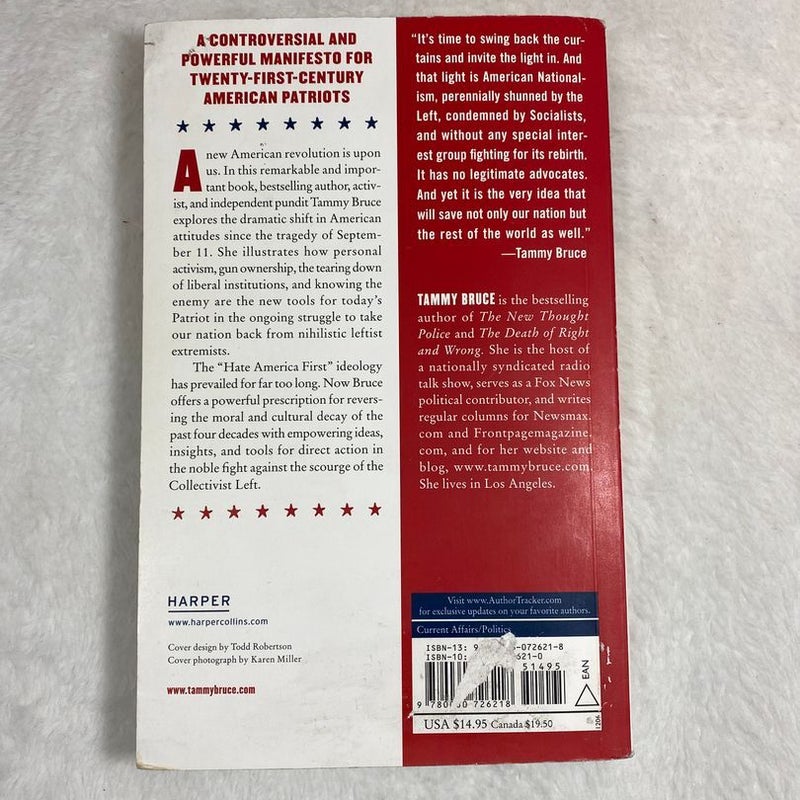 A CONTROVERSIAL AND
POWERFUL MANIFESTO FOR
TWENTY-FIRST-CENTURY
AMERICAN PATRIOTS
A new American revolution is upon
us. In this remarkable and impor-
tant book, bestselling author, activ-
ist, and independent pundit Tammy Bruce
explores the dramatic shift in American
attitudes since the tragedy of Septem-
ber 11. She illustrates how personal
activism, gun ownership, the tearing down
of liberal institutions, and knowing the
enemy are the new tools for today's
Patriot in the ongoing struggle to take
our nation back from nihilistic leftist
extremists.
The “Hate America First” ideology
has prevailed for far too long. Now Bruce
offers a powerful prescription for revers-
ing the moral and cultural decay of the
past four decades with empowering ideas,
insights, and tools for direct action in
the noble fight against the scourge of the
Collectivist Left.
HARPER
www.harpercollins.com
Cover design by Todd Robertson
Cover photograph by Karen Miller
www.tammybruce.com
“It's time to swing back the cur-
tains and invite the light in. And
that light is American National-
ism, perennially shunned by the
Left, condemned by Socialists,
and without any special inter-
est group fighting for its rebirth.
It has no legitimate advocates.
And yet it is the very idea that
will save not only our nation but
the rest of the world as well.”
—Tammy Bruce
TAMMY BRUCE is the bestselling
author of The New Thought
Police and The Death of Right
and Wrong. She is the host of
a nationally syndicated radio
talk show, serves as a Fox News
political contributor, and writes
regular columns for Newsmax.
com and Frontpagemagazine.
com, and for her website and
blog, www.tammybruce.com.
She lives in Los Angeles.
Visit www.AuthorTracker.com
for exclusive updates on your favorite authors.
Current Affairs/Politics
ISBN-13: 9 -072621-8
ISBN-10: 621-0
51495
9 780 0 726218
EAN
USA $14.95 Canada $19.50
1206